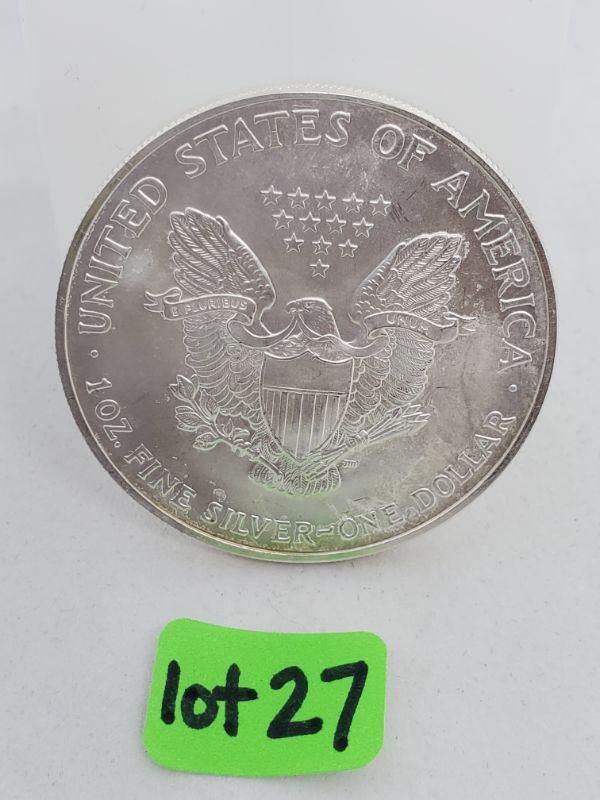 UNITED STATES OF AMERICA
E PLURIBUS UNUM
1 OZ. FINE SILVER–ONE DOLLAR
lot 27